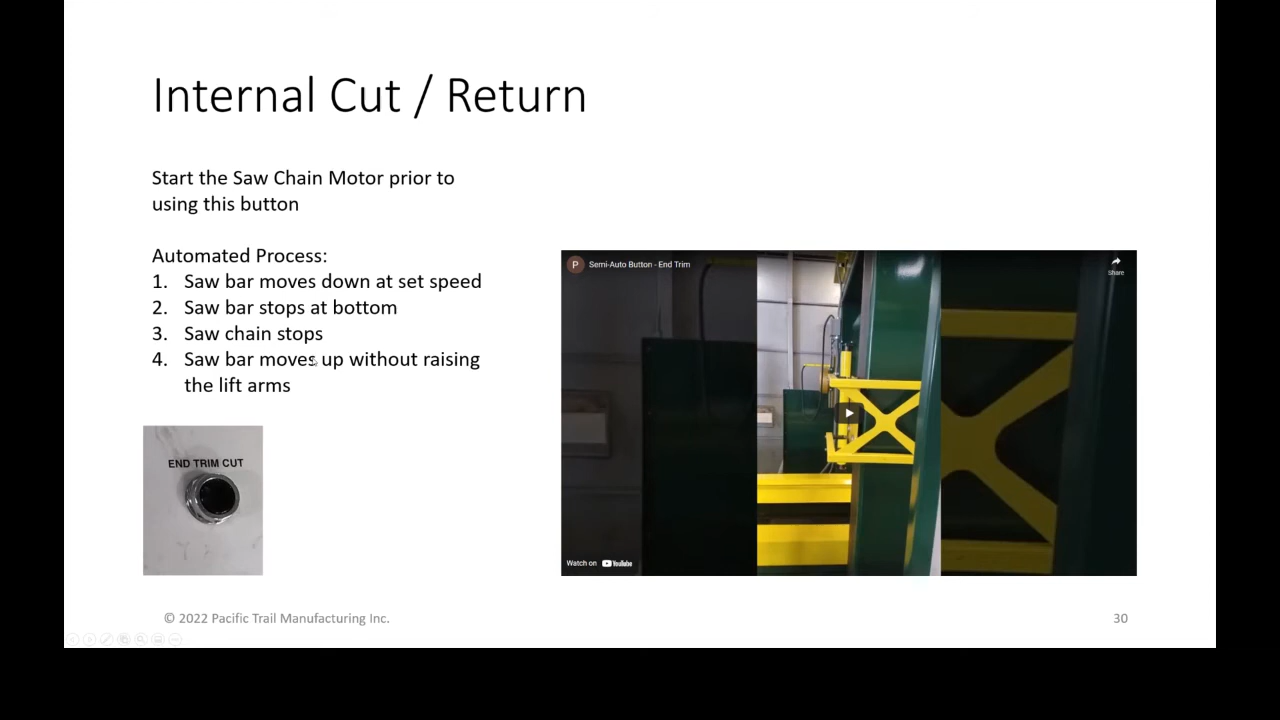 Internal Cut / Return
Start the Saw Chain Motor prior to
using this button
Automated Process:
1. Saw bar moves down at set speed
2. Saw bar stops at bottom
3. Saw chain stops
4. Saw bar moves up without raising
the lift arms
END TRIM CUT
P
Semi-Auto Button - End Trim
Share
Watch on YouTube
© 2022 Pacific Trail Manufacturing Inc.
30